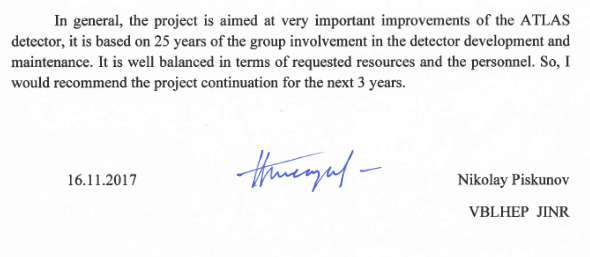 In general, the project is aimed at very important improvements of the ATLAS
detector, it is based on 25 years of the group involvement in the detector development and
maintenance. It is well balanced in terms of requested resources and the personnel. So, I
would recommend the project continuation for the next 3 years.
16.11.2017
Nikolay Piskunov
VBLHEP JINR